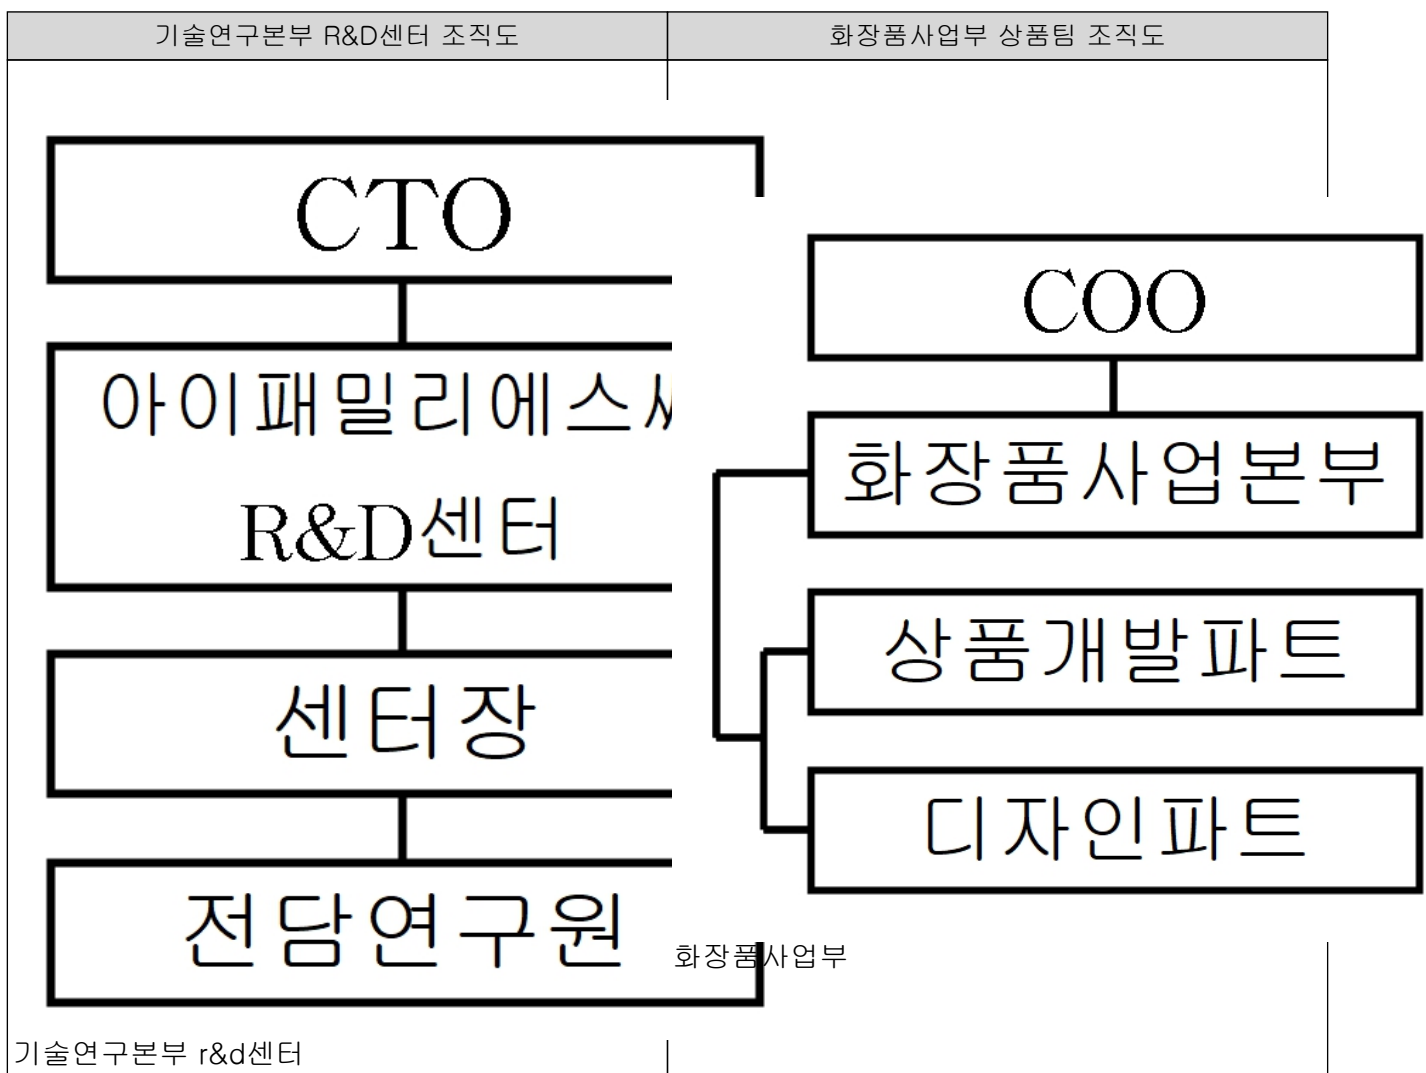 기술연구본부 R&D센터 조직도
화장품사업부 상품팀 조직도
CTO
아이패밀리에스씨
R&D센터
센터장
전담연구원
기술연구본부 r&d센터
COO
화장품사업본부
상품개발파트
디자인파트
화장품사업부